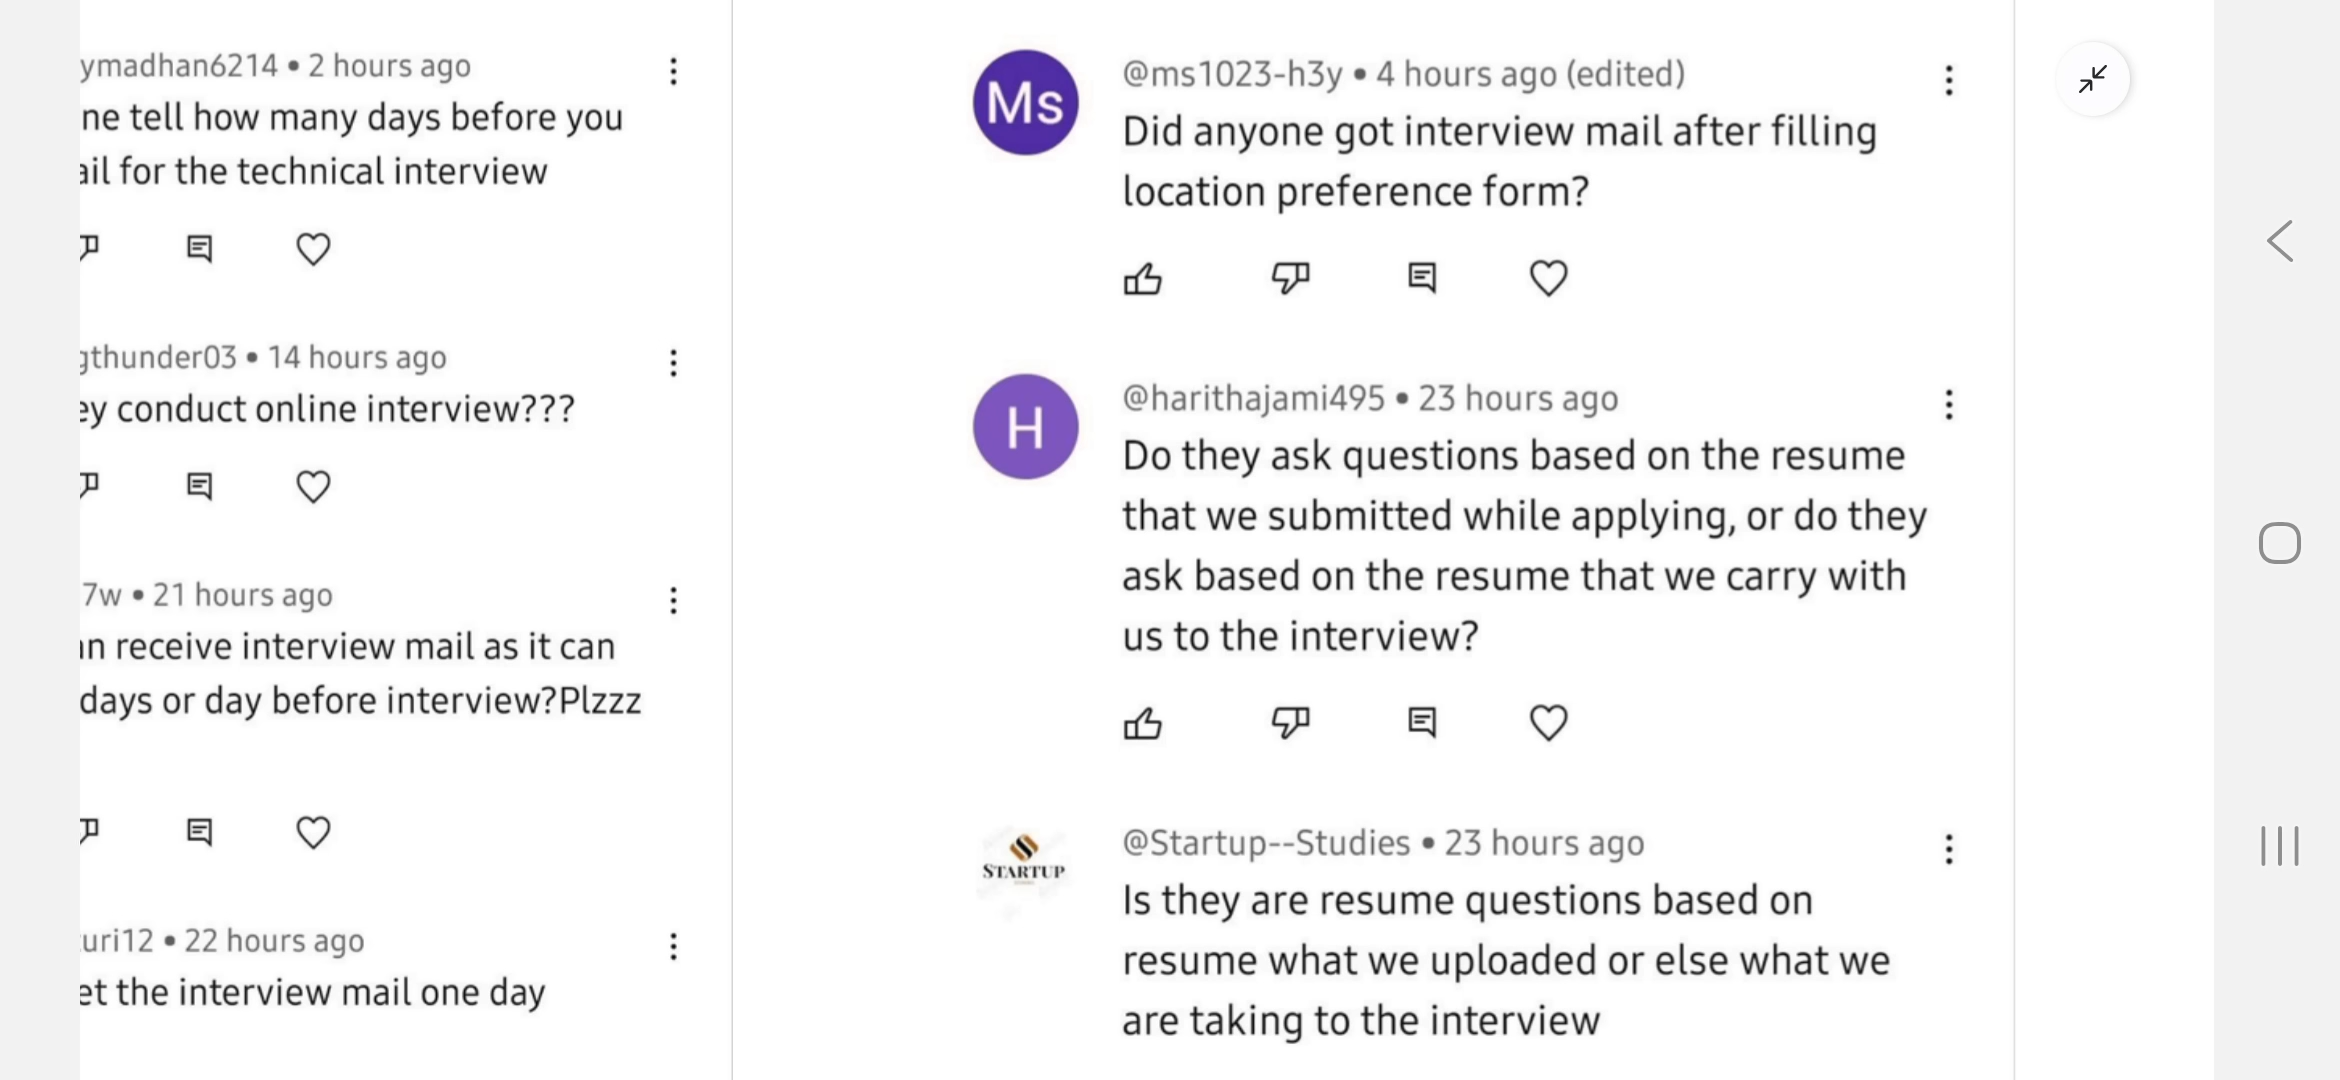 ymadhan6214 • 2 hours ago
ne tell how many days before you
ail for the technical interview
gthunder03 • 14 hours ago
ey conduct online interview???
7w • 21 hours ago
n receive interview mail as it can
days or day before interview?Plzzz
uri12 • 22 hours ago
et the interview mail one day
Ms
@ms1023-h3y • 4 hours ago (edited)
Did anyone got interview mail after filling
location preference form?
H
@harithajami495 • 23 hours ago
Do they ask questions based on the resume
that we submitted while applying, or do they
ask based on the resume that we carry with
us to the interview?
STARTUP
@Startup--Studies • 23 hours ago
Is they are resume questions based on
resume what we uploaded or else what we
are taking to the interview